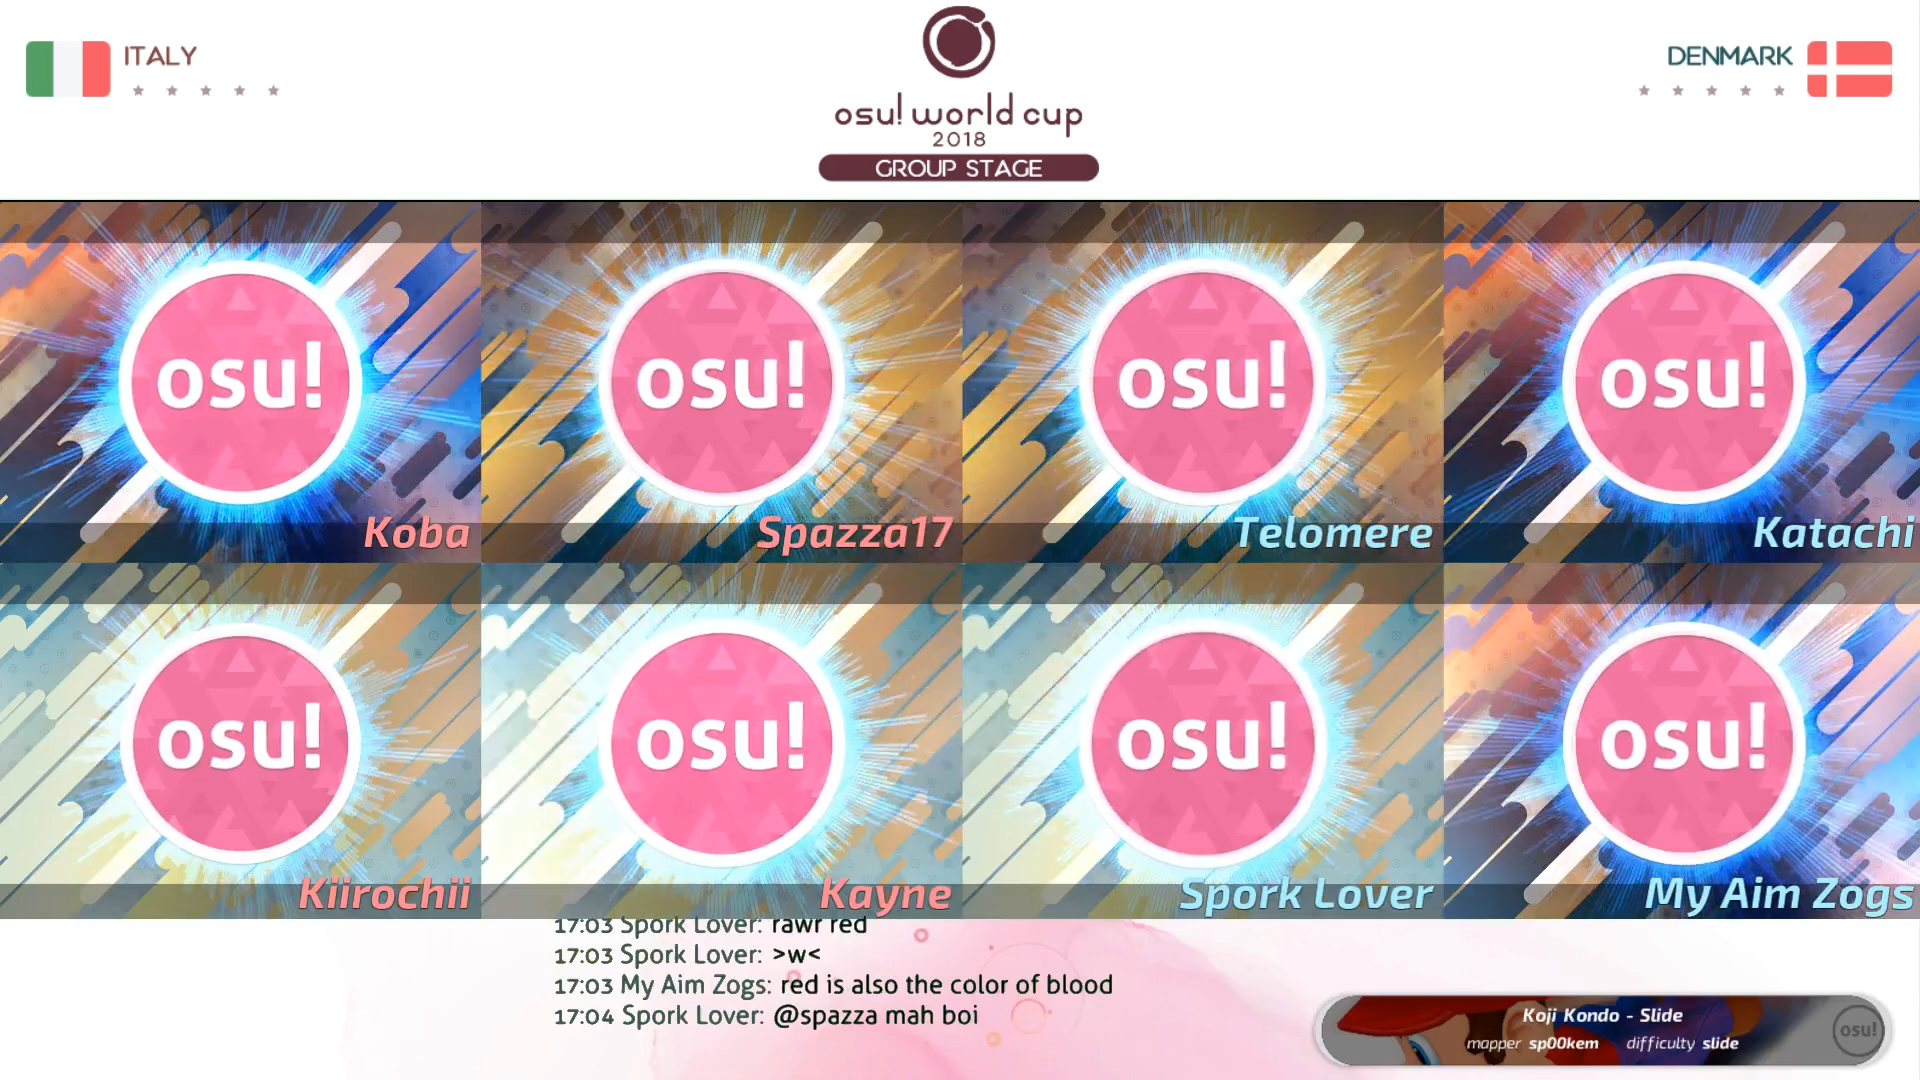 ITALY
DENMARK
osu! world cup
2018
GROUP STAGE
osu!
osu!
osu!
osu!
Koba
Spazza17
Telomere
Katachi
osu!
osu!
osu!
osu!
Kiirochii
Kayne
Spork Lover
My Aim Zogs
17:03 Spork Lover: rawr red
17:03 Spork Lover: >w<
17:03 My Aim Zogs: red is also the color of blood
17:04 Spork Lover: @spazza mah boi
Koji Kondo - Slide
mapper sp00kem difficulty slide
osu!